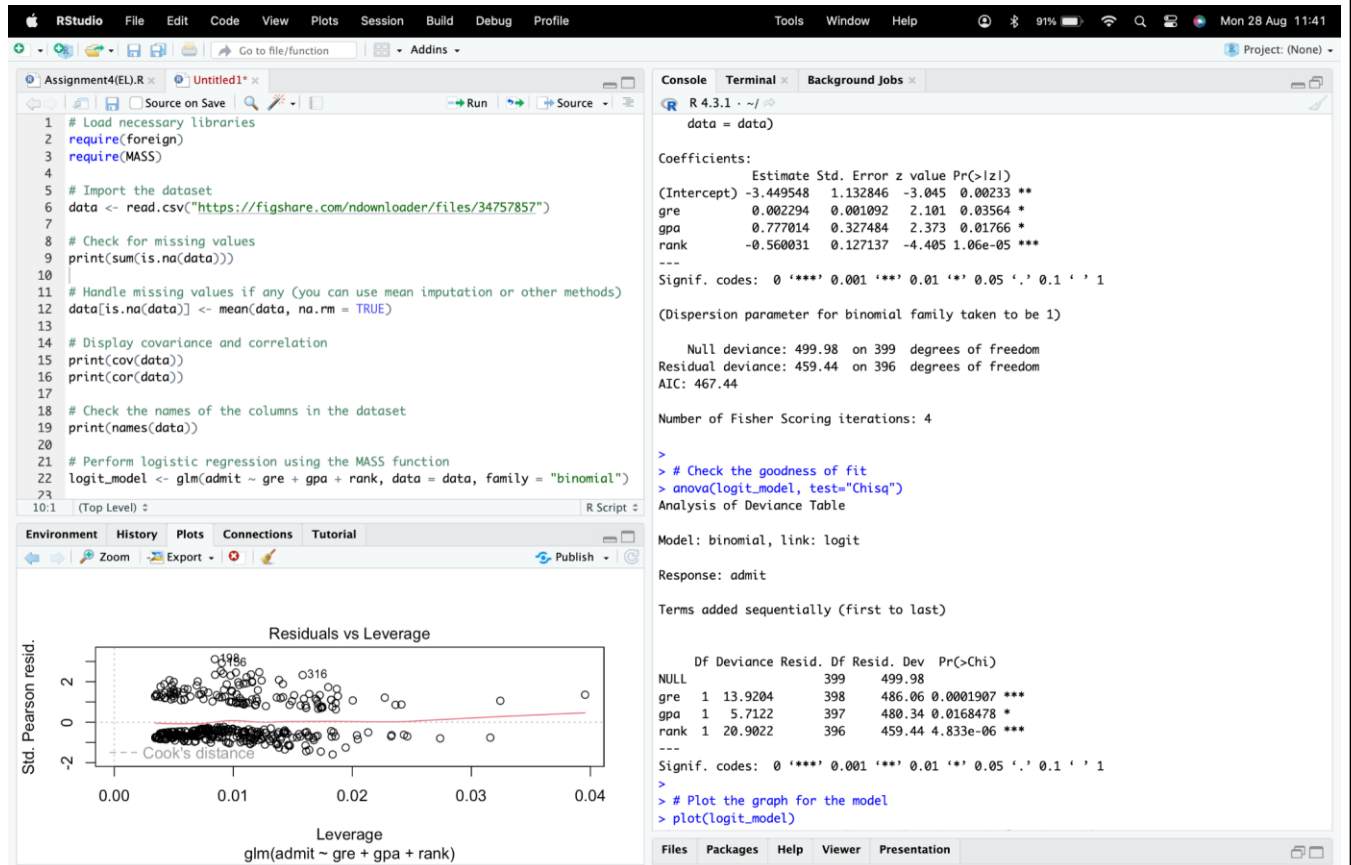 RStudio File Edit Code View Plots Session Build Debug Profile Tools Window Help 91% Mon 28 Aug 11:41
Go to file/function Addins Project: (None)
Assignment4(EL).R Untitled1*
Source on Save Run Source
1 # Load necessary libraries
2 require(foreign)
3 require(MASS)
4
5 # Import the dataset
6 data <- read.csv("https://figshare.com/ndownloader/files/34757857")
7
8 # Check for missing values
9 print(sum(is.na(data)))
10
11 # Handle missing values if any (you can use mean imputation or other methods)
12 data[is.na(data)] <- mean(data, na.rm = TRUE)
13
14 # Display covariance and correlation
15 print(cov(data))
16 print(cor(data))
17
18 # Check the names of the columns in the dataset
19 print(names(data))
20
21 # Perform logistic regression using the MASS function
22 logit_model <- glm(admit ~ gre + gpa + rank, data = data, family = "binomial")
23
10:1 (Top Level) R Script
Environment History Plots Connections Tutorial
Zoom Export Publish
Residuals vs Leverage
Std. Pearson resid.
2
0
-2
198
156
316
Cook's distance
0.00 0.01 0.02 0.03 0.04
Leverage
glm(admit ~ gre + gpa + rank)
Console Terminal Background Jobs
R R 4.3.1 · ~/
data = data)
Coefficients:
Estimate Std. Error z value Pr(>|z|)
(Intercept) -3.449548 1.132846 -3.045 0.00233 **
gre 0.002294 0.001092 2.101 0.03564 *
gpa 0.777014 0.327484 2.373 0.01766 *
rank -0.560031 0.127137 -4.405 1.06e-05 ***
---
Signif. codes: 0 ‘***’ 0.001 ‘**’ 0.01 ‘*’ 0.05 ‘.’ 0.1 ‘ ’ 1
(Dispersion parameter for binomial family taken to be 1)
Null deviance: 499.98 on 399 degrees of freedom
Residual deviance: 459.44 on 396 degrees of freedom
AIC: 467.44
Number of Fisher Scoring iterations: 4
>
> # Check the goodness of fit
> anova(logit_model, test="Chisq")
Analysis of Deviance Table
Model: binomial, link: logit
Response: admit
Terms added sequentially (first to last)
Df Deviance Resid. Df Resid. Dev Pr(>Chi)
NULL 399 499.98
gre 1 13.9204 398 486.06 0.0001907 ***
gpa 1 5.7122 397 480.34 0.0168478 *
rank 1 20.9022 396 459.44 4.833e-06 ***
---
Signif. codes: 0 ‘***’ 0.001 ‘**’ 0.01 ‘*’ 0.05 ‘.’ 0.1 ‘ ’ 1
>
> # Plot the graph for the model
> plot(logit_model)
Files Packages Help Viewer Presentation